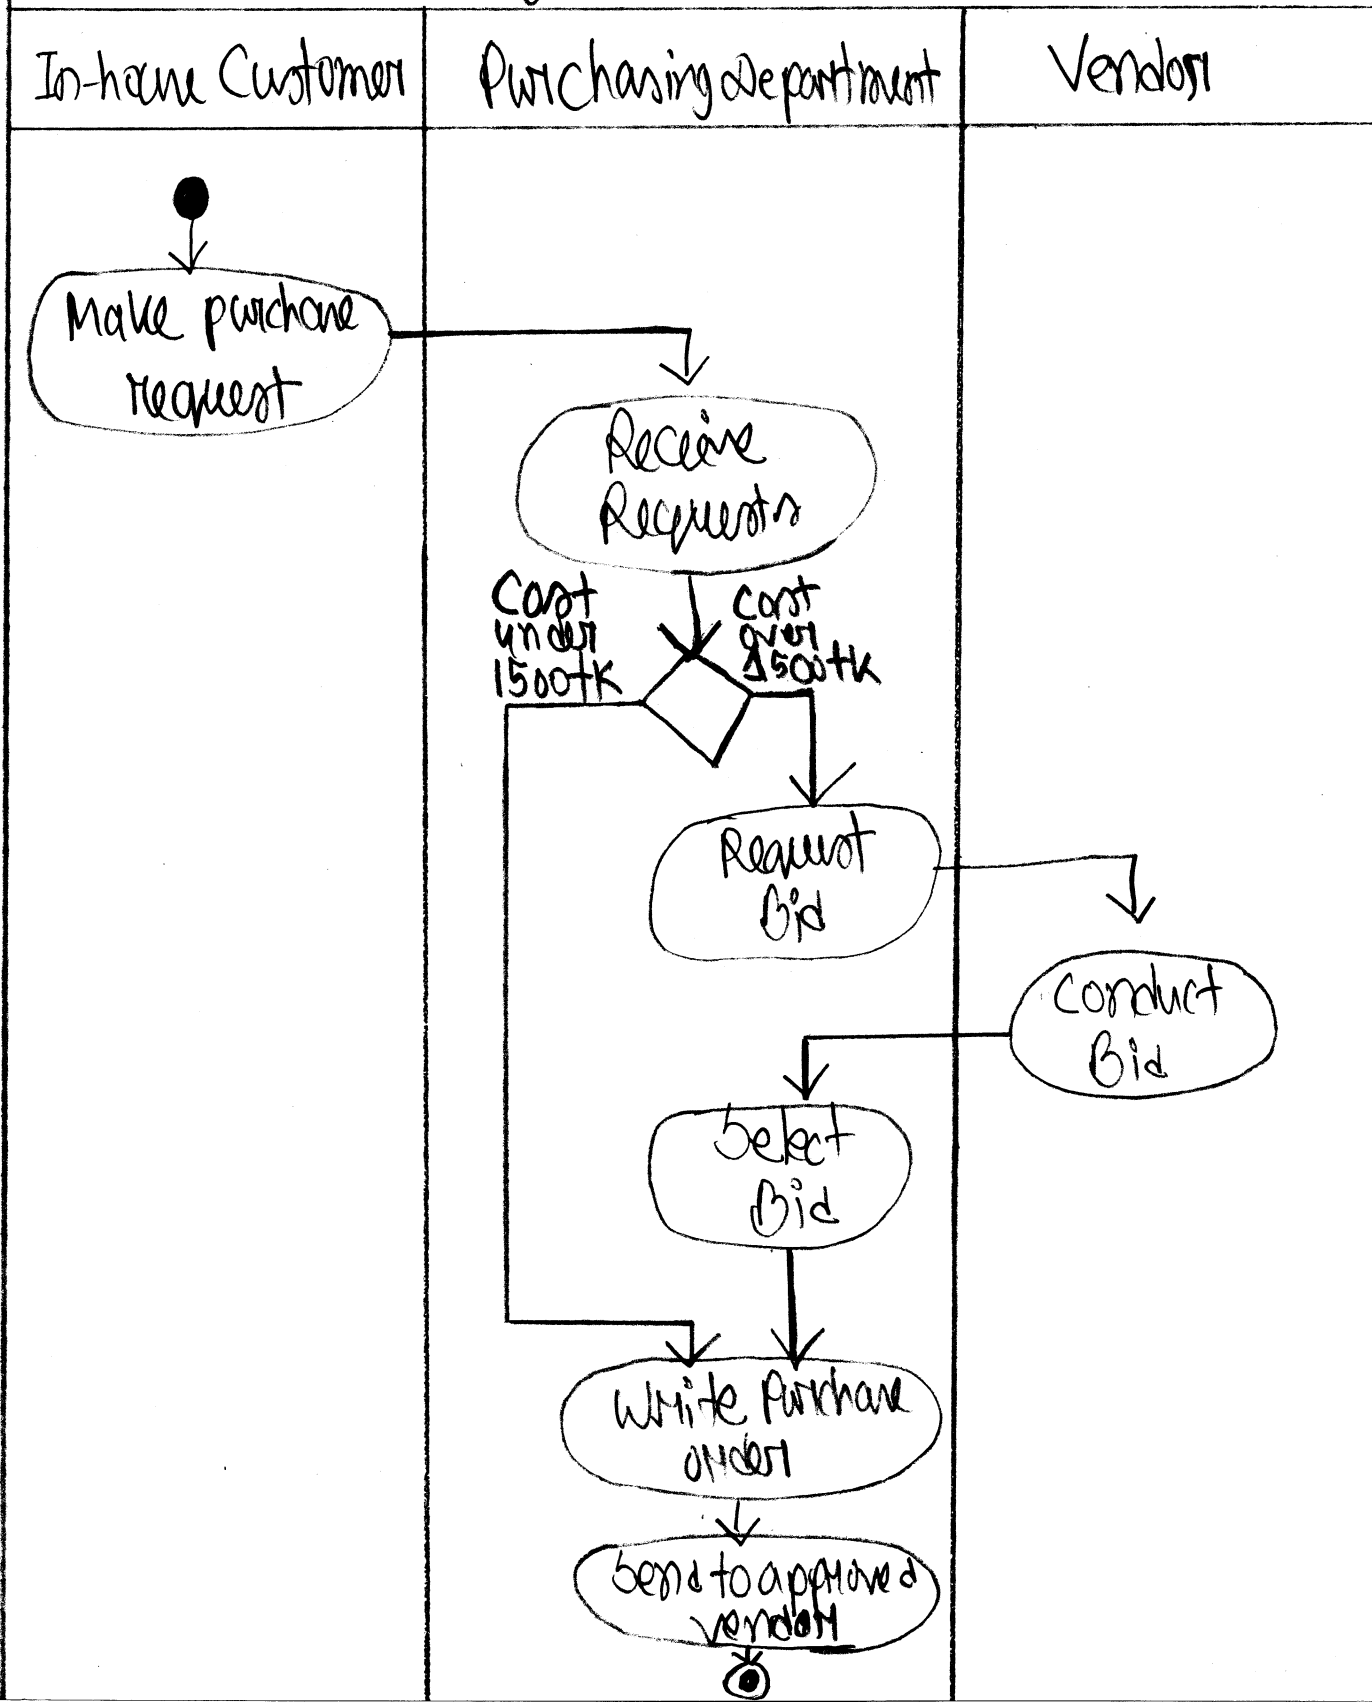 In-house Customer
Purchasing Department
Vendor
Make purchase
request
Receive
Requests
Cost
under
1500tk
Cost
over
1500tk
Request
Bid
Conduct
Bid
Select
Bid
Write Purchase
order
Send to approved
vendor